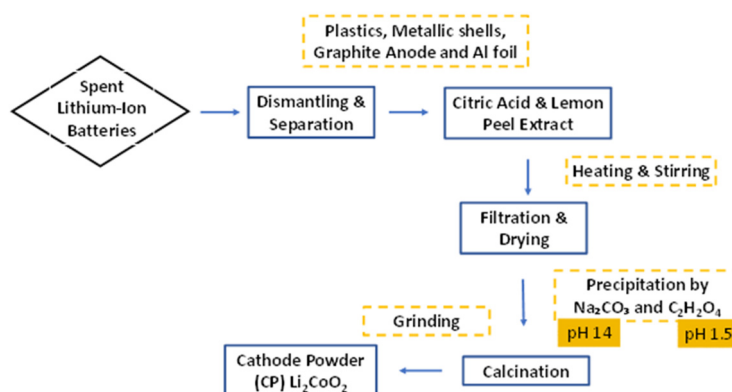 Plastics, Metallic shells,
Graphite Anode and Al foil
Spent
Lithium-Ion
Batteries
Dismantling &
Separation
Citric Acid & Lemon
Peel Extract
Heating & Stirring
Filtration &
Drying
Precipitation by
Na₂CO₃ and C₂H₂O₄
pH 14
pH 1.5
Grinding
Cathode Powder
(CP) Li₂CoO₂
Calcination